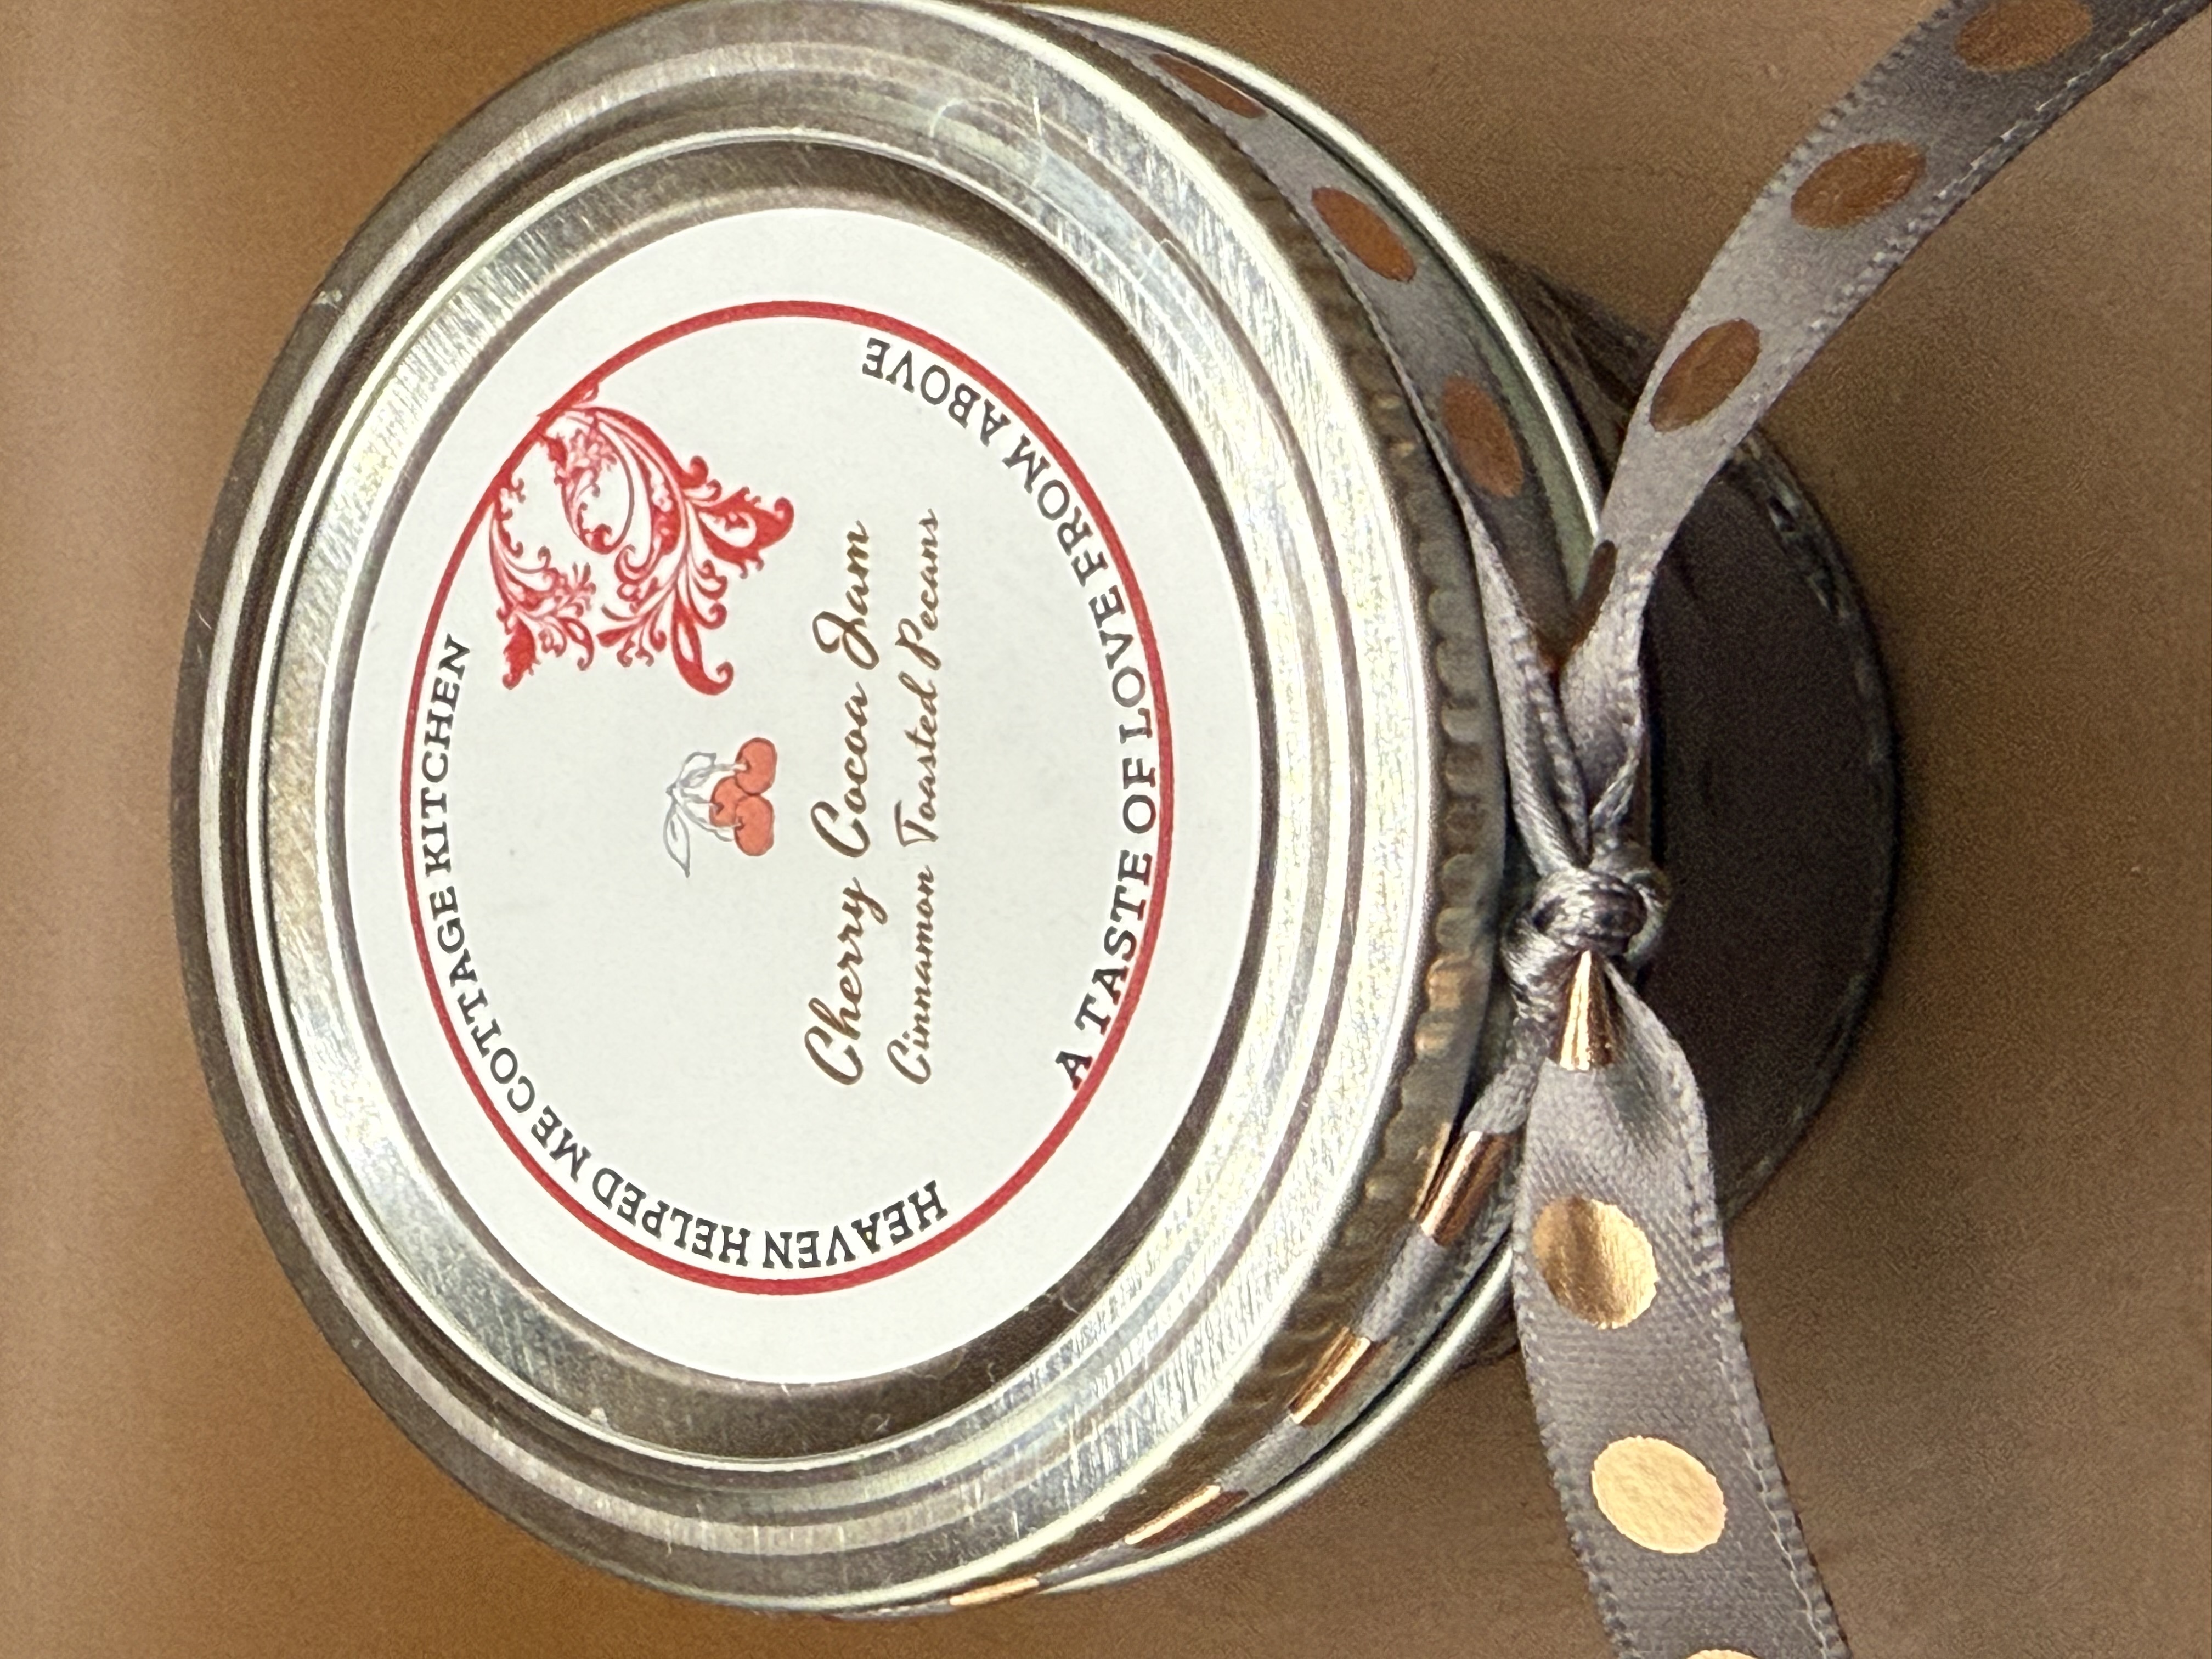 HEAVEN HELPED ME COTTAGE KITCHEN
Cherry Cocoa Jam
Cinnamon Toasted Pecans
A TASTE OF LOVE FROM ABOVE